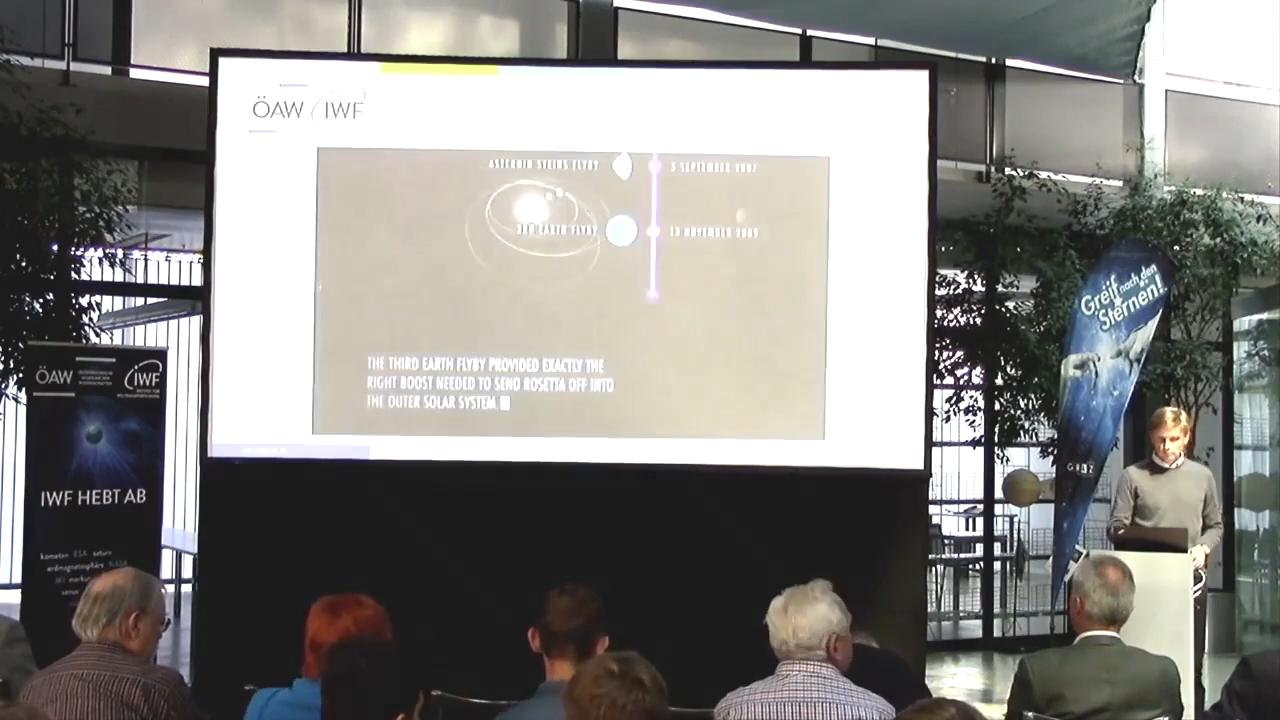 ÖAW IWF
ASTEROID STEINS FLYBY
5 SEPTEMBER
3RD EARTH FLYBY
13 NOVEMBER 2009
THE THIRD EARTH FLYBY PROVIDED EXACTLY THE
RIGHT BOOST NEEDED TO SEND ROSETTA OFF INTO
THE OUTER SOLAR SYSTEM
Greif nach den
Sternen!
GRAZ
ÖAW
IWF
IWF HEBT AB
kometen ESA saturn
erdmagnetosphäre NASA
venus